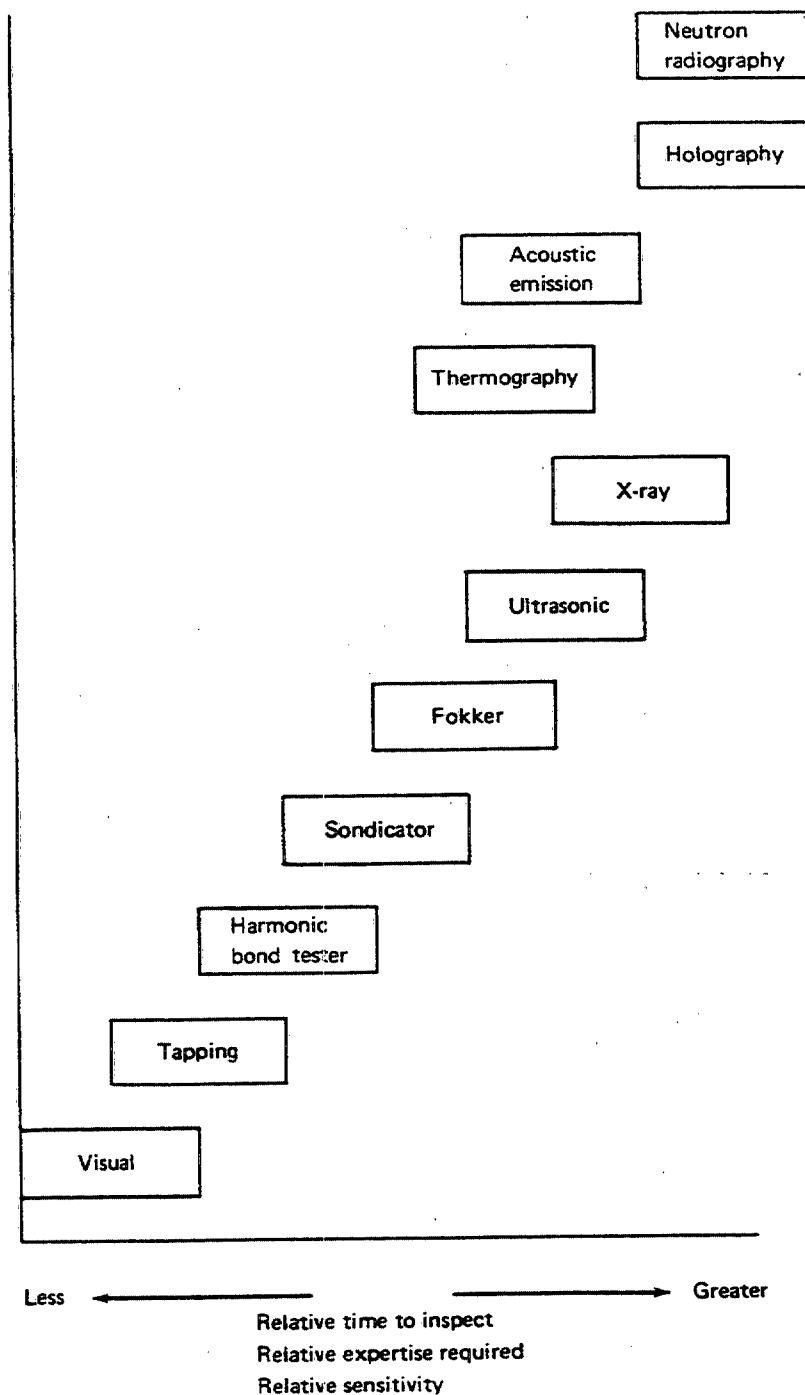 Neutron
radiography
Holography
Acoustic
emission
Thermography
X-ray
Ultrasonic
Fokker
Sondicator
Harmonic
bond tester
Tapping
Visual
Less
Greater
Relative time to inspect
Relative expertise required
Relative sensitivity